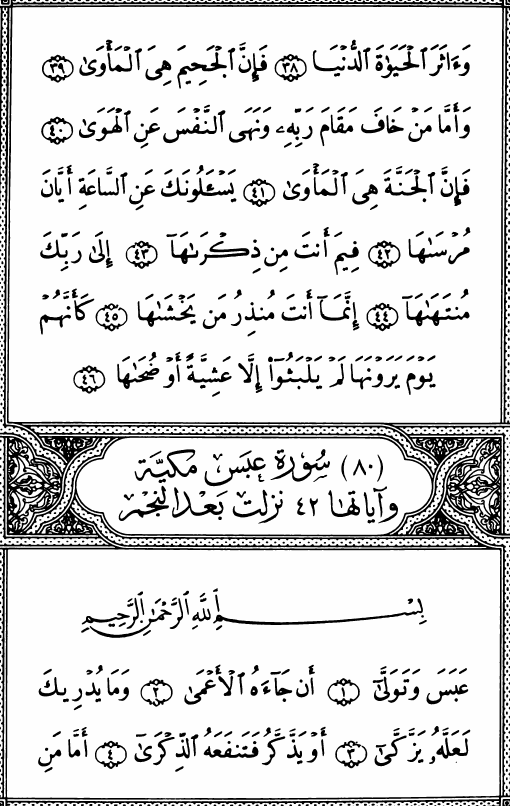 وَءَاثَرَ ٱلْحَيَوٰةَ ٱلدُّنْيَا ٣٨ فَإِنَّ ٱلْجَحِيمَ هِىَ ٱلْمَأْوَىٰ ٣٩
وَأَمَّا مَنْ خَافَ مَقَامَ رَبِّهِۦ وَنَهَى ٱلنَّفْسَ عَنِ ٱلْهَوَىٰ ٤٠
فَإِنَّ ٱلْجَنَّةَ هِىَ ٱلْمَأْوَىٰ ٤١ يَسْـَٔلُونَكَ عَنِ ٱلسَّاعَةِ أَيَّانَ
مُرْسَىٰهَا ٤٢ فِيمَ أَنتَ مِن ذِكْرَىٰهَآ ٤٣ إِلَىٰ رَبِّكَ
مُنتَهَىٰهَآ ٤٤ إِنَّمَآ أَنتَ مُنذِرُ مَن يَخْشَىٰهَا ٤٥ كَأَنَّهُمْ
يَوْمَ يَرَوْنَهَا لَمْ يَلْبَثُوٓا۟ إِلَّا عَشِيَّةً أَوْ ضُحَىٰهَا ٤٦
(٨٠) سُورَة عَبَسَ مكيّة
وآياتها ٤٢ نزلت بَعْد النجم
بِسْمِ ٱللَّهِ ٱلرَّحْمَٰنِ ٱلرَّحِيمِ
عَبَسَ وَتَوَلَّىٰٓ ١ أَن جَآءَهُ ٱلْأَعْمَىٰ ٢ وَمَا يُدْرِيكَ
لَعَلَّهُۥ يَزَّكَّىٰٓ ٣ أَوْ يَذَّكَّرُ فَتَنفَعَهُ ٱلذِّكْرَىٰٓ ٤ أَمَّا مَنِ